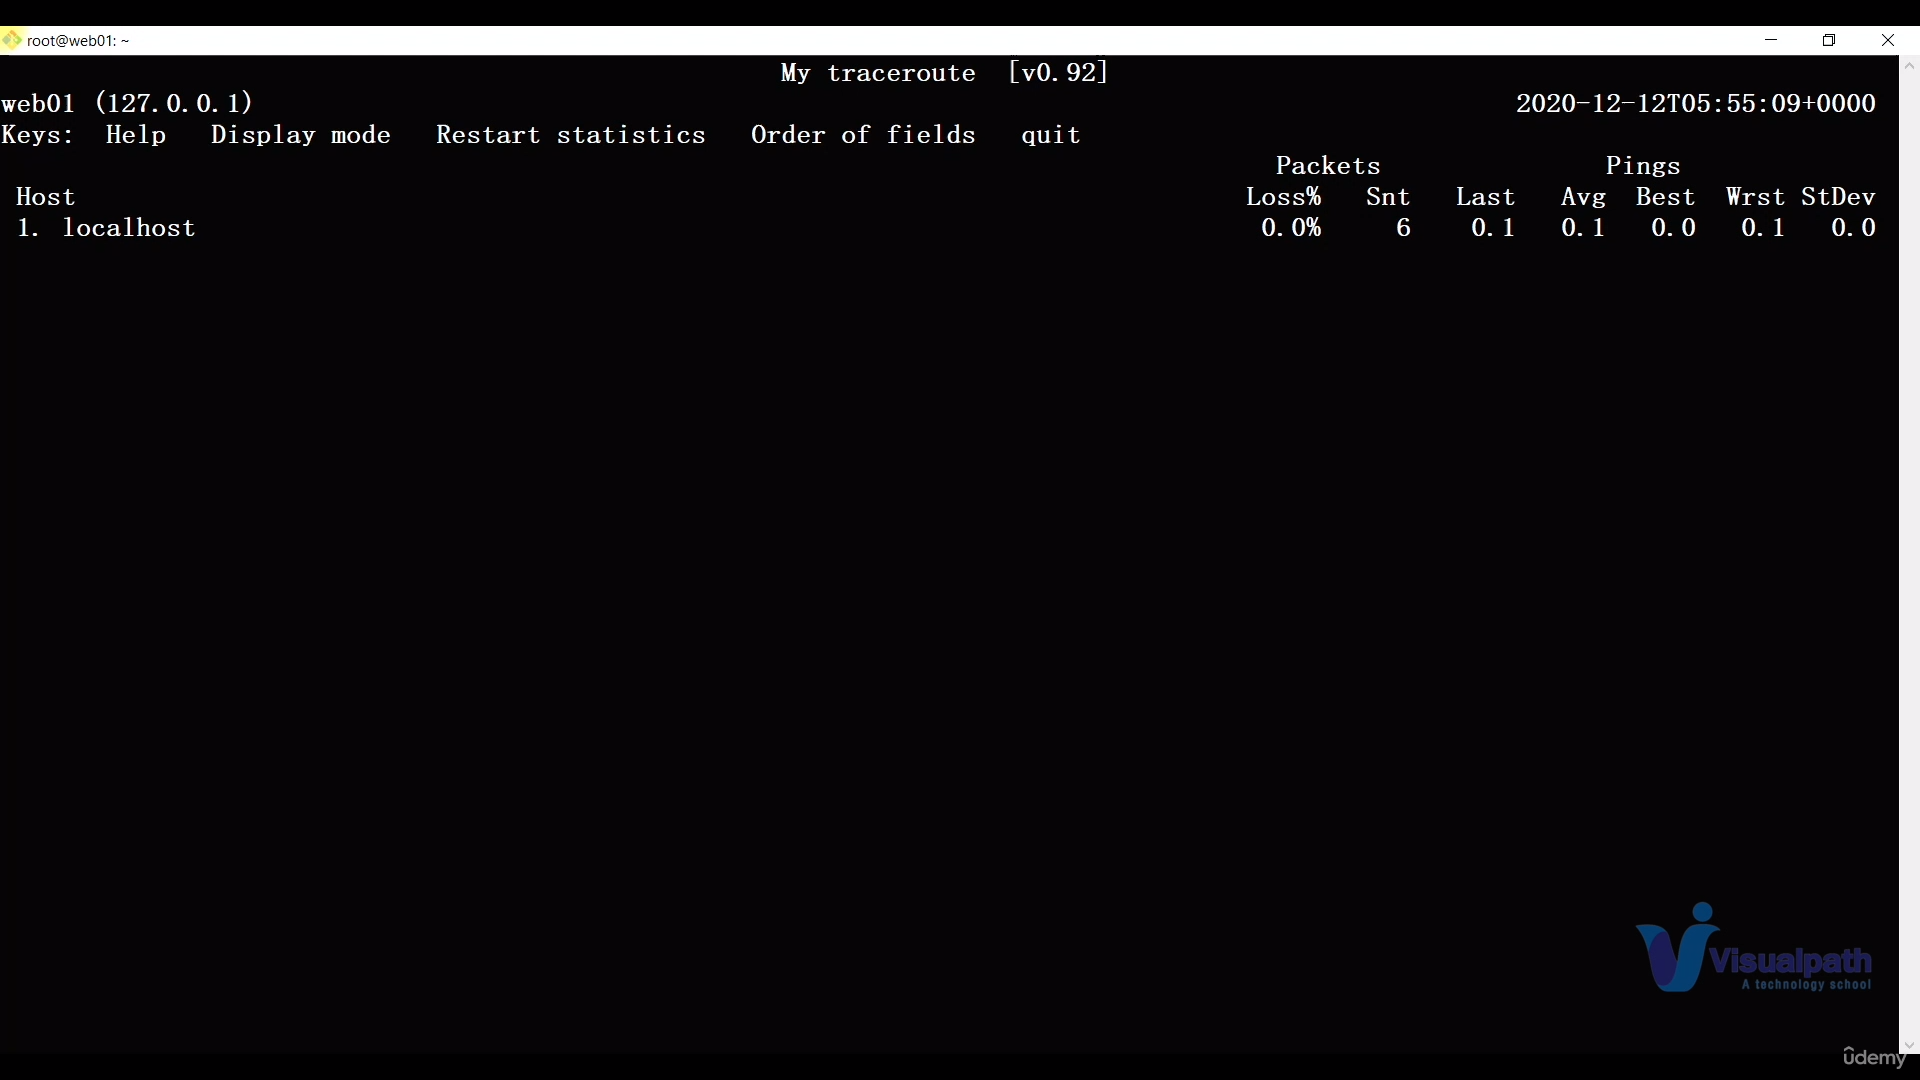 root@web01: ~
My traceroute [v0.92]
web01 (127.0.0.1) 2020-12-12T05:55:09+0000
Keys: Help Display mode Restart statistics Order of fields quit
Packets Pings
Host Loss% Snt Last Avg Best Wrst StDev
1. localhost 0.0% 6 0.1 0.1 0.0 0.1 0.0
Visualpath
A technology school
ûdemy